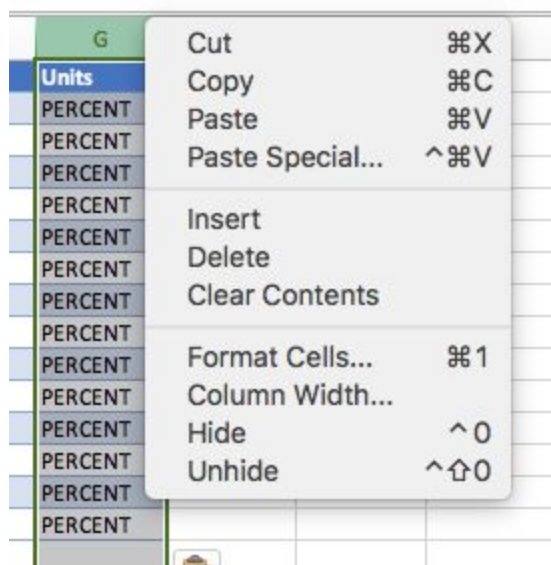 G
Units
PERCENT
PERCENT
PERCENT
PERCENT
PERCENT
PERCENT
PERCENT
PERCENT
PERCENT
PERCENT
PERCENT
PERCENT
PERCENT
PERCENT
Cut ⌘X
Copy ⌘C
Paste ⌘V
Paste Special... ^⌘V
Insert
Delete
Clear Contents
Format Cells... ⌘1
Column Width...
Hide ^0
Unhide ^⇧0